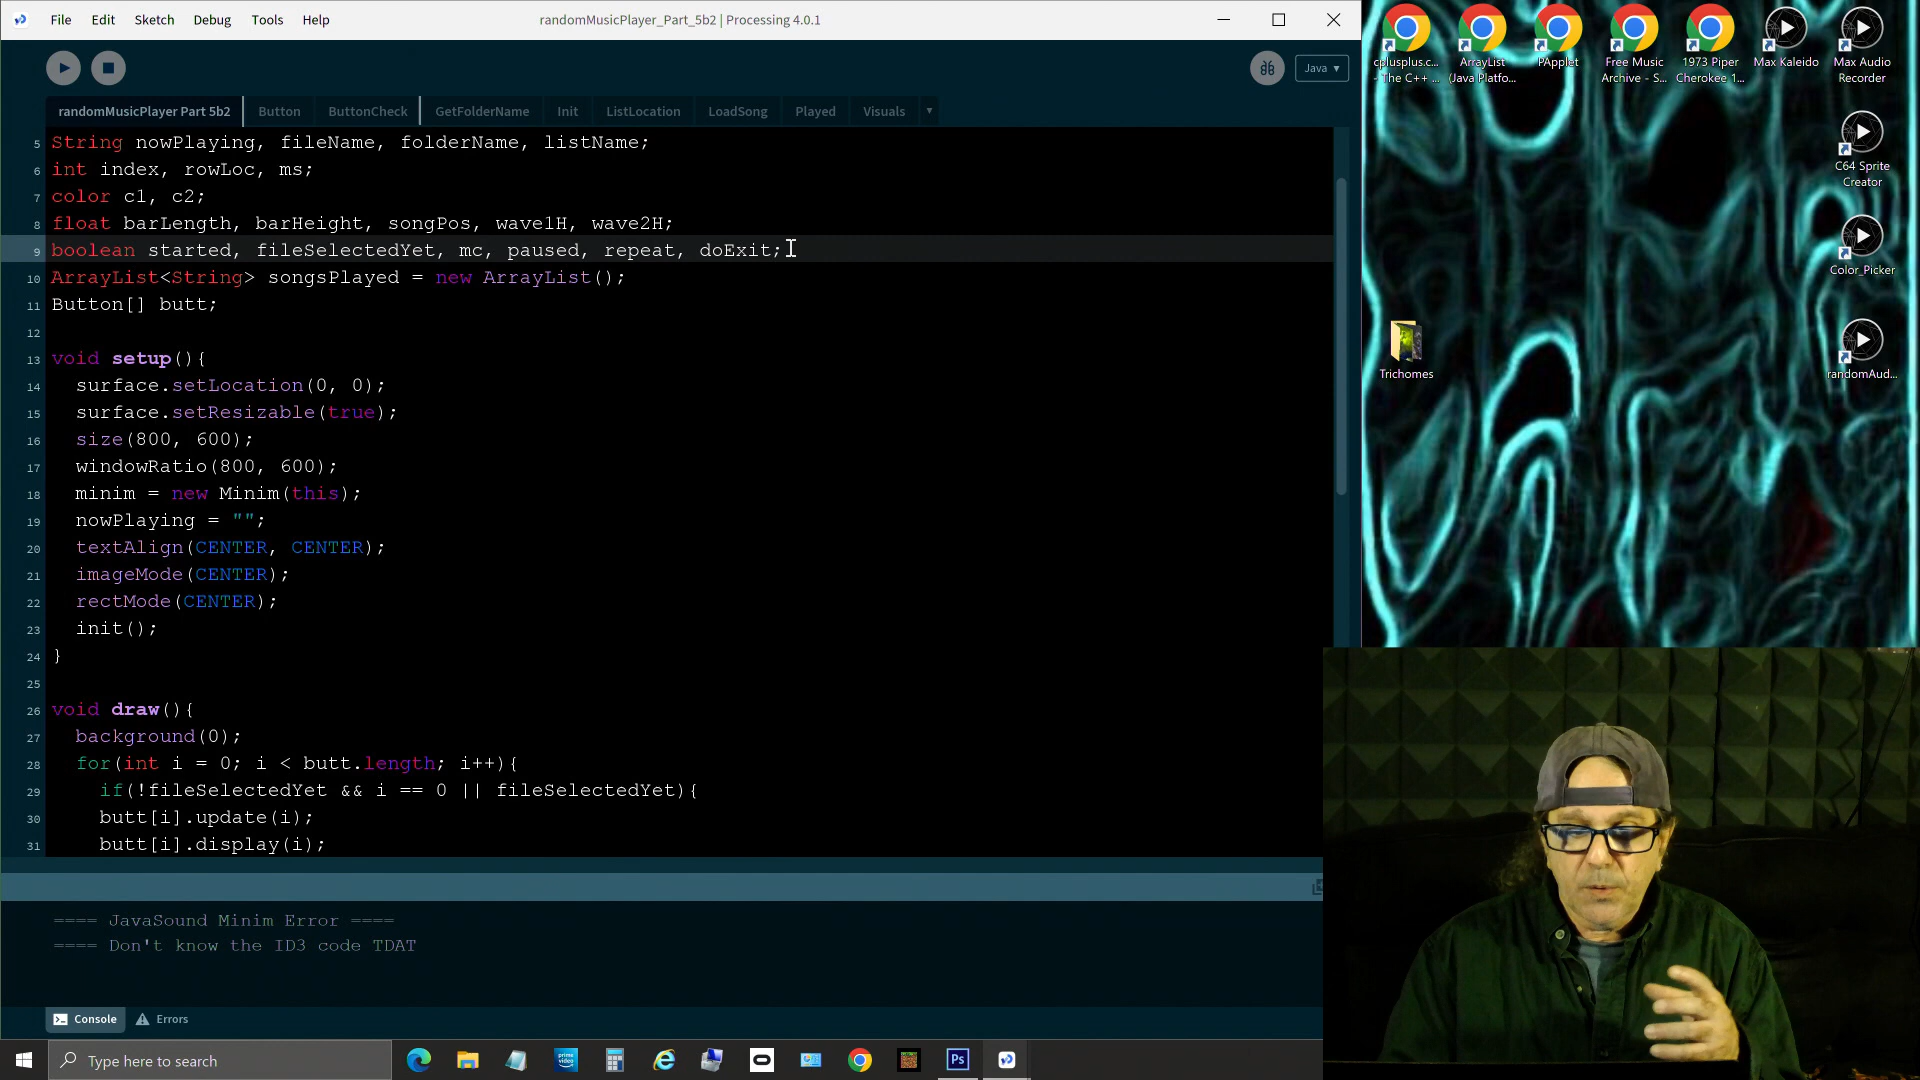 File Edit Sketch Debug Tools Help
randomMusicPlayer_Part_5b2 | Processing 4.0.1
Java ▾
randomMusicPlayer Part 5b2 Button ButtonCheck GetFolderName Init ListLocation LoadSong Played Visuals ▾
5 String nowPlaying, fileName, folderName, listName;
6 int index, rowLoc, ms;
7 color c1, c2;
8 float barLength, barHeight, songPos, wave1H, wave2H;
9 boolean started, fileSelectedYet, mc, paused, repeat, doExit;
10 ArrayList<String> songsPlayed = new ArrayList();
11 Button[] butt;
12
13 void setup(){
14 surface.setLocation(0, 0);
15 surface.setResizable(true);
16 size(800, 600);
17 windowRatio(800, 600);
18 minim = new Minim(this);
19 nowPlaying = "";
20 textAlign(CENTER, CENTER);
21 imageMode(CENTER);
22 rectMode(CENTER);
23 init();
24 }
25
26 void draw(){
27 background(0);
28 for(int i = 0; i < butt.length; i++){
29 if(!fileSelectedYet && i == 0 || fileSelectedYet){
30 butt[i].update(i);
31 butt[i].display(i);
==== JavaSound Minim Error ====
==== Don't know the ID3 code TDAT
Console Errors
Type here to search
Ps
cplusplus.c...
- The C++ ...
ArrayList
(Java Platfo...
PApplet
Free Music
Archive - S...
1973 Piper
Cherokee 1...
Max Kaleido
Max Audio
Recorder
C64 Sprite
Creator
Color_Picker
Trichomes
randomAud...